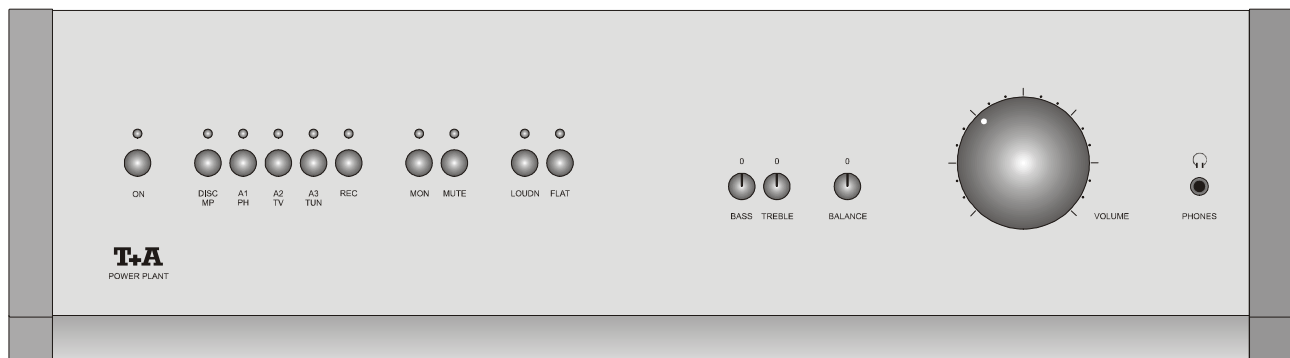 0 0 0
ON
DISC
MP
A1
PH
A2
TV
A3
TUN
REC
MON
MUTE
LOUDN
FLAT
BASS
TREBLE
BALANCE
VOLUME
PHONES
T+A
POWER PLANT